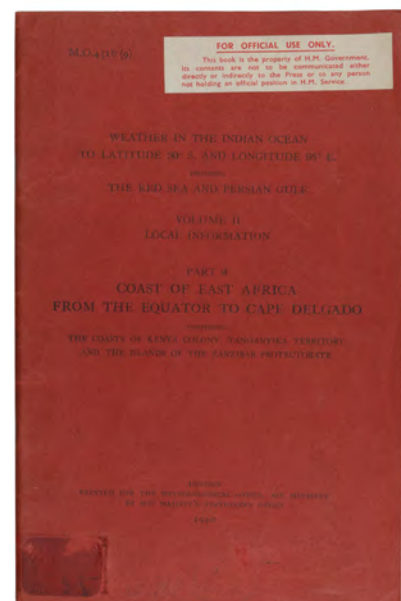 M.O.451b (9)
FOR OFFICIAL USE ONLY.
This book is the property of H.M. Government.
Its contents are not to be communicated either
directly or indirectly to the Press or to any person
not holding an official position in H.M. Service
WEATHER IN THE INDIAN OCEAN
TO LATITUDE 30° S. AND LONGITUDE 95° E.
INCLUDING
THE RED SEA AND PERSIAN GULF
VOLUME II
LOCAL INFORMATION
PART 9
COAST OF EAST AFRICA
FROM THE EQUATOR TO CAPE DELGADO
COMPRISING
THE COASTS OF KENYA COLONY, TANGANYIKA TERRITORY
AND THE ISLANDS OF THE ZANZIBAR PROTECTORATE
LONDON
PRINTED FOR THE METEOROLOGICAL OFFICE, AIR MINISTRY
BY HIS MAJESTY'S STATIONERY OFFICE